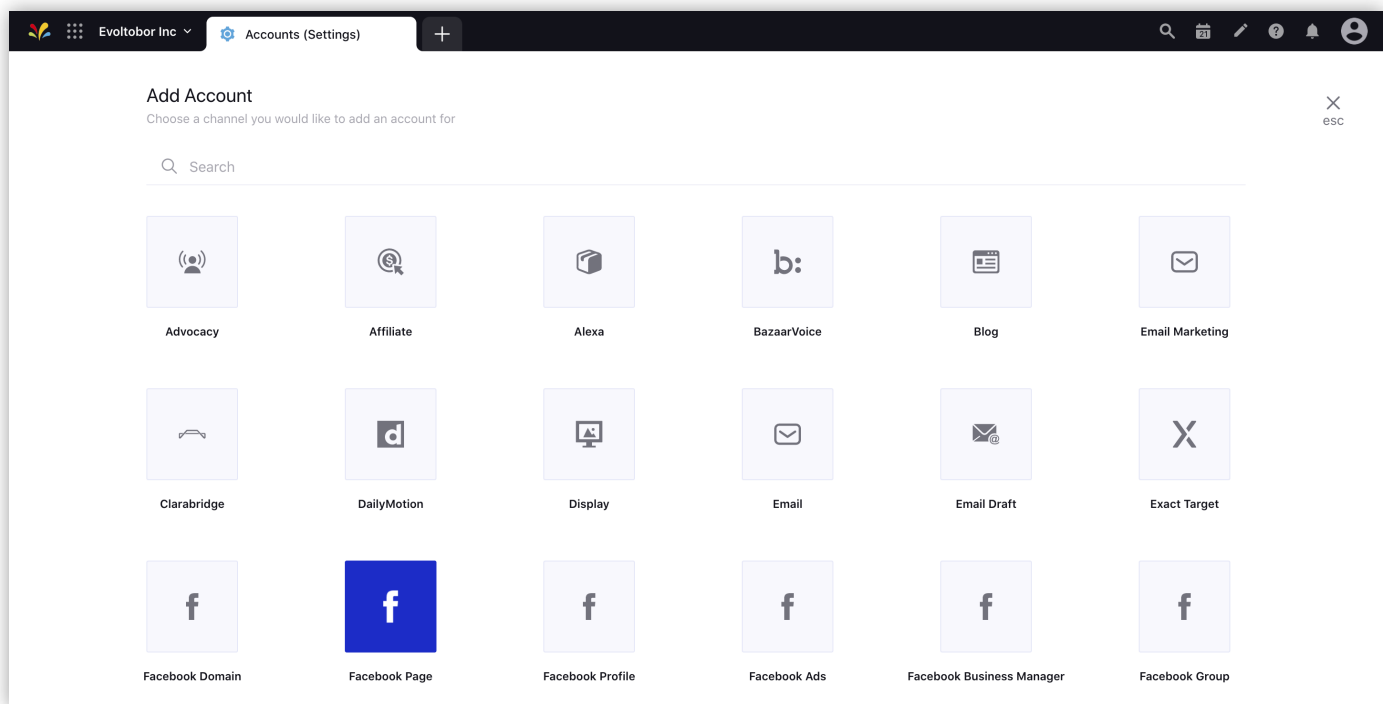 Evoltobor Inc
Accounts (Settings)
21
Add Account
Choose a channel you would like to add an account for
esc
Search
Advocacy
Affiliate
Alexa
BazaarVoice
Blog
Email Marketing
Clarabridge
DailyMotion
Display
Email
Email Draft
Exact Target
Facebook Domain
Facebook Page
Facebook Profile
Facebook Ads
Facebook Business Manager
Facebook Group